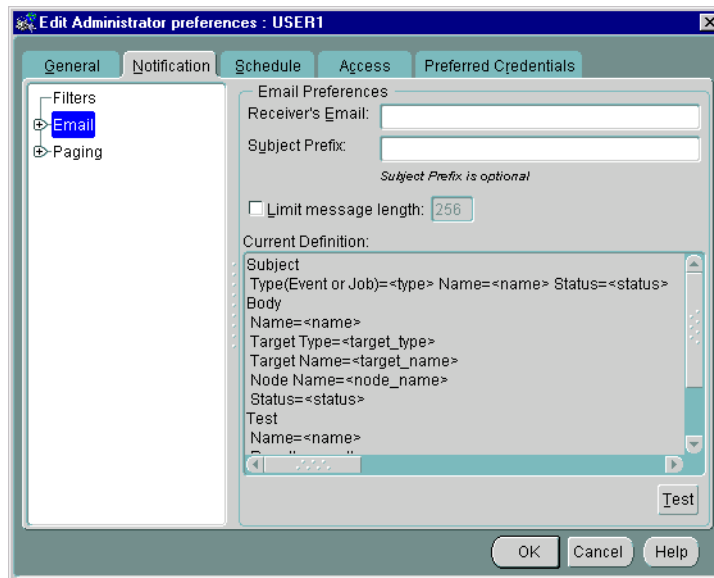 Edit Administrator preferences : USER1
General Notification Schedule Access Preferred Credentials
Filters
Email
Paging
Email Preferences
Receiver's Email:
Subject Prefix:
Subject Prefix is optional
Limit message length: 256
Current Definition:
Subject
Type(Event or Job)=<type> Name=<name> Status=<status>
Body
Name=<name>
Target Type=<target_type>
Target Name=<target_name>
Node Name=<node_name>
Status=<status>
Test
Name=<name>
Test
OK Cancel Help